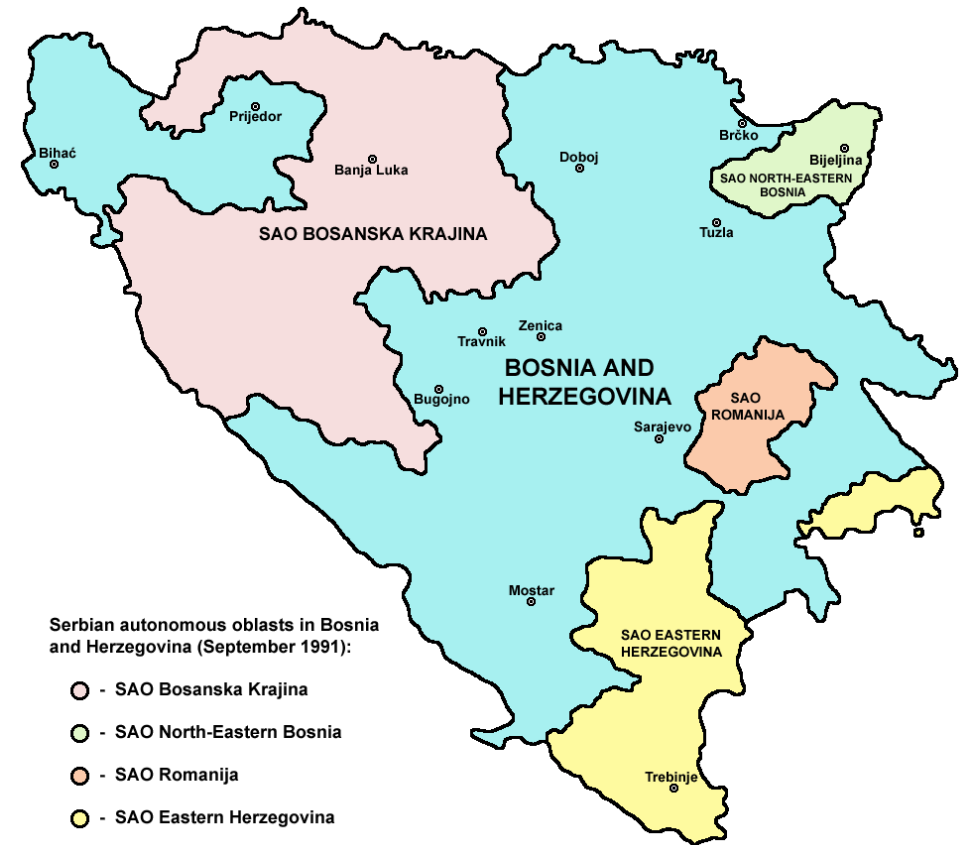 Prijedor
Brčko
Bihać
Banja Luka
Doboj
Bijeljina
SAO NORTH-EASTERN
BOSNIA
Tuzla
SAO BOSANSKA KRAJINA
Zenica
Travnik
BOSNIA AND
HERZEGOVINA
Bugojno
SAO
ROMANIJA
Sarajevo
Mostar
SAO EASTERN
HERZEGOVINA
Trebinje
Serbian autonomous oblasts in Bosnia
and Herzegovina (September 1991):
- SAO Bosanska Krajina
- SAO North-Eastern Bosnia
- SAO Romanija
- SAO Eastern Herzegovina